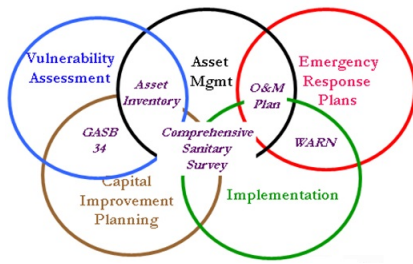 Vulnerability
Assessment
Asset
Mgmt
Emergency
Response
Plans
Asset
Inventory
O&M
Plan
GASB
34
Comprehensive
Sanitary
Survey
WARN
Capital
Improvement
Planning
Implementation